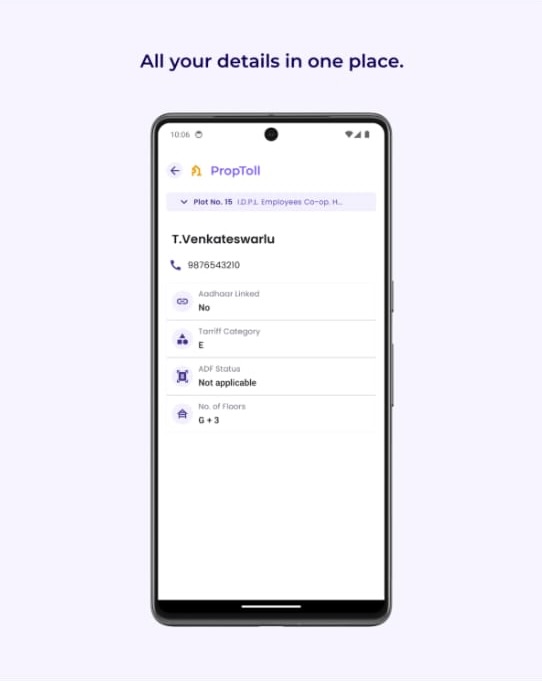 All your details in one place.
10:06
PropToll
Plot No. 15 I.D.P.L Employees Co-op. H...
T.Venkateswarlu
9876543210
Aadhaar Linked
No
Tarriff Category
E
ADF Status
Not applicable
No. of Floors
G + 3